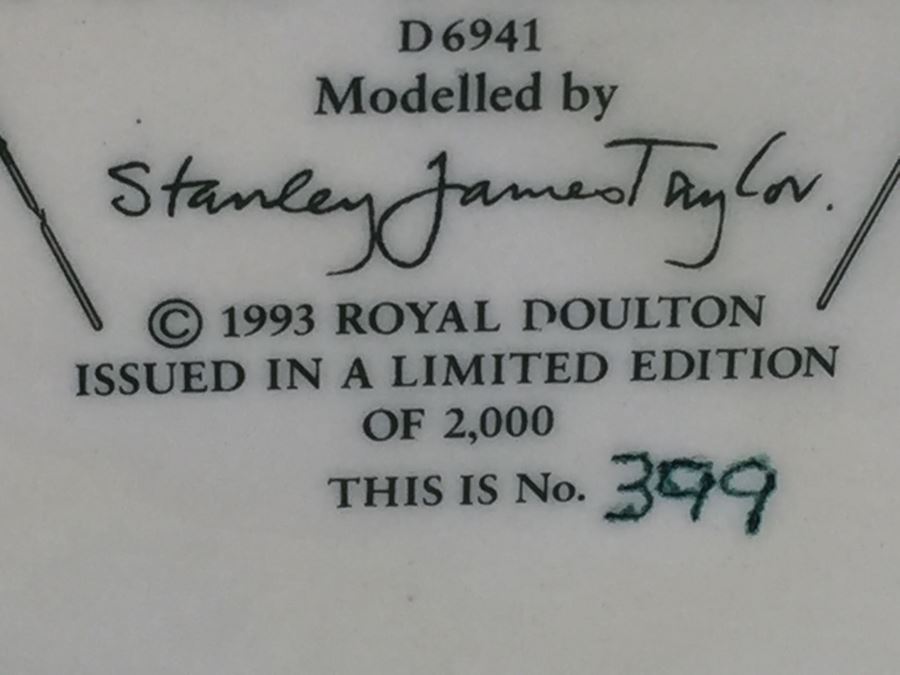 D6941
Modelled by
Stanley James Taylor.
© 1993 ROYAL DOULTON
ISSUED IN A LIMITED EDITION
OF 2,000
THIS IS No. 399